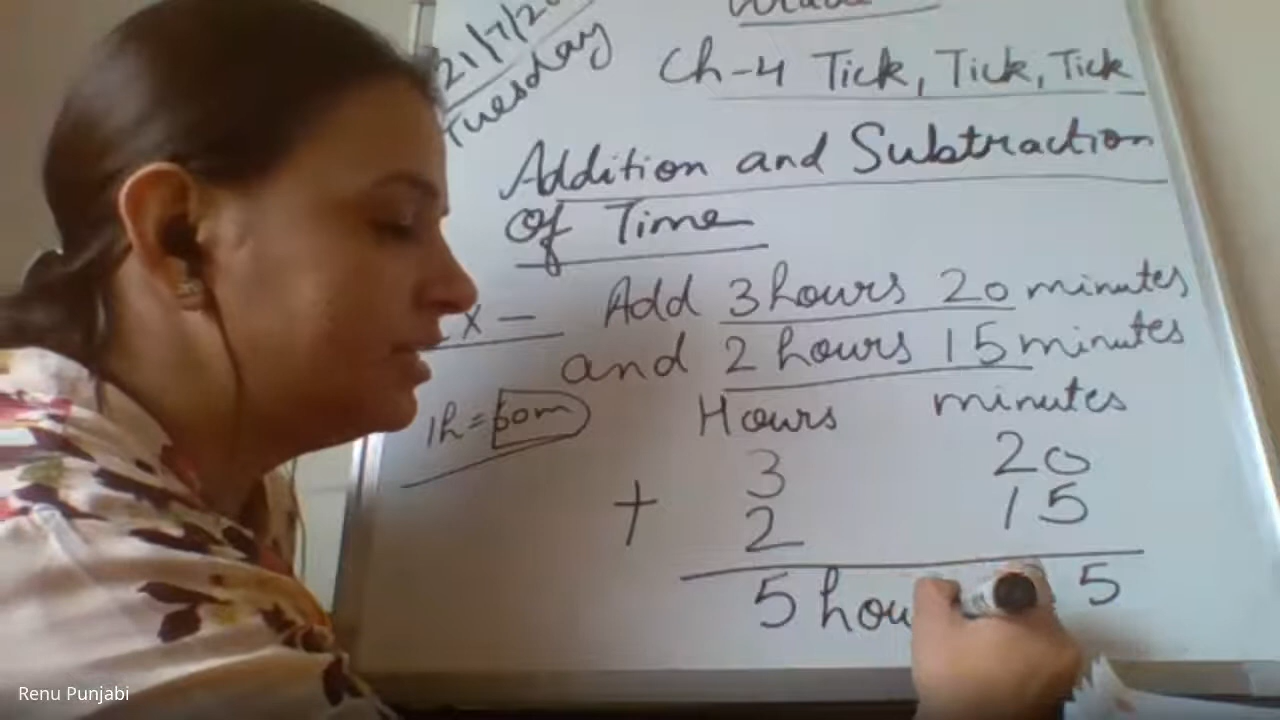 21/7/20
Tuesday
Ch-4 Tick, Tick, Tick
Addition and Subtraction
Of Time
Ex - Add 3 hours 20 minutes
and 2 hours 15 minutes
1h = 60m
Hours minutes
3 20
+ 2 15
5 hou 5
Renu Punjabi